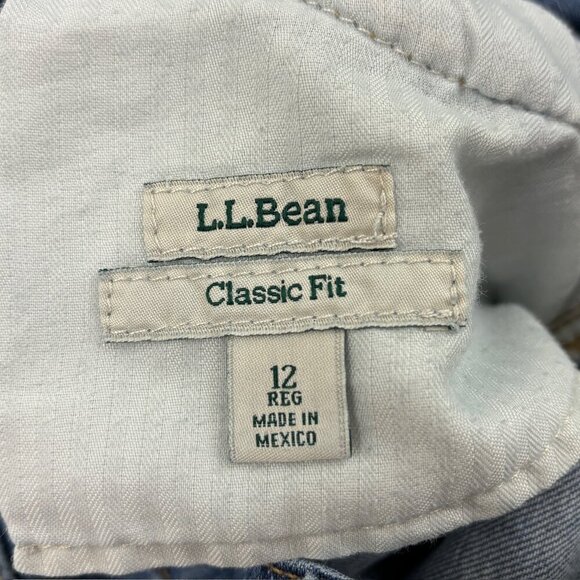 L.L.Bean
Classic Fit
12
REG
MADE IN
MEXICO